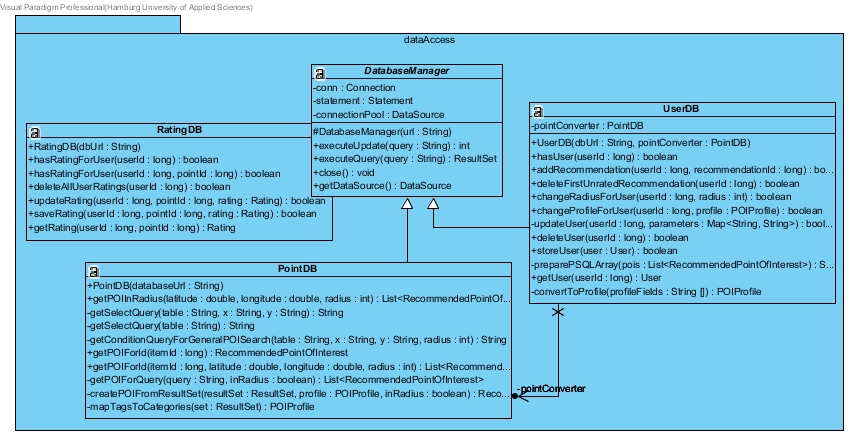 Visual Paradigm Professional(Hamburg University of Applied Sciences)
dataAccess
DatabaseManager
-conn : Connection
-statement : Statement
-connectionPool : DataSource
#DatabaseManager(url : String)
+executeUpdate(query : String) : int
+executeQuery(query : String) : ResultSet
+close() : void
+getDataSource() : DataSource
RatingDB
+RatingDB(dbUrl : String)
+hasRatingForUser(userId : long) : boolean
+hasRatingForUser(userId : long, pointId : long) : boolean
+deleteAllUserRatings(userId : long) : boolean
+updateRating(userId : long, pointId : long, rating : Rating) : boolean
+saveRating(userId : long, pointId : long, rating : Rating) : boolean
+getRating(userId : long, pointId : long) : Rating
UserDB
-pointConverter : PointDB
+UserDB(dbUrl : String, pointConverter : PointDB)
+hasUser(userId : long) : boolean
+addRecommendation(userId : long, recommendationId : long) : bo...
+deleteFirstUnratedRecommendation(userId : long) : boolean
+changeRadiusForUser(userId : long, radius : int) : boolean
+changeProfileForUser(userId : long, profile : POIProfile) : boolean
-updateUser(userId : long, parameters : Map<String, String>) : bool...
+deleteUser(userId : long) : boolean
+storeUser(user : User) : boolean
-preparePSQLArray(pois : List<RecommendedPointOfInterest>) : S...
+getUser(userId : long) : User
-convertToProfile(profileFields : String []) : POIProfile
PointDB
+PointDB(databaseUrl : String)
+getPOIInRadius(latitude : double, longitude : double, radius : int) : List<RecommendedPointOf...
-getSelectQuery(table : String, x : String, y : String) : String
-getSelectQuery(table : String) : String
-getConditionQueryForGeneralPOISearch(table : String, x : String, y : String, radius : int) : String
+getPOIForId(itemId : long) : RecommendedPointOfInterest
+getPOIForId(itemId : long, latitude : double, longitude : double, radius : int) : List<Recommend...
-getPOIForQuery(query : String, inRadius : boolean) : List<RecommendedPointOfInterest>
-createPOIFromResultSet(resultSet : ResultSet, profile : POIProfile, inRadius : boolean) : Reco...
-mapTagsToCategories(set : ResultSet) : POIProfile
-pointConverter